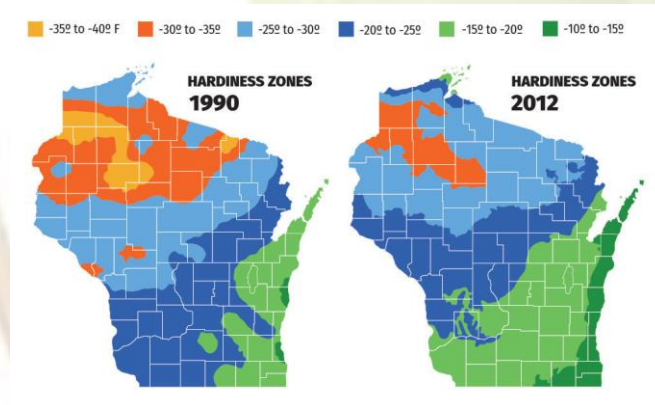 -35º to -40º F -30º to -35º -25º to -30º -20º to -25º -15º to -20º -10º to -15º
HARDINESS ZONES
1990
HARDINESS ZONES
2012